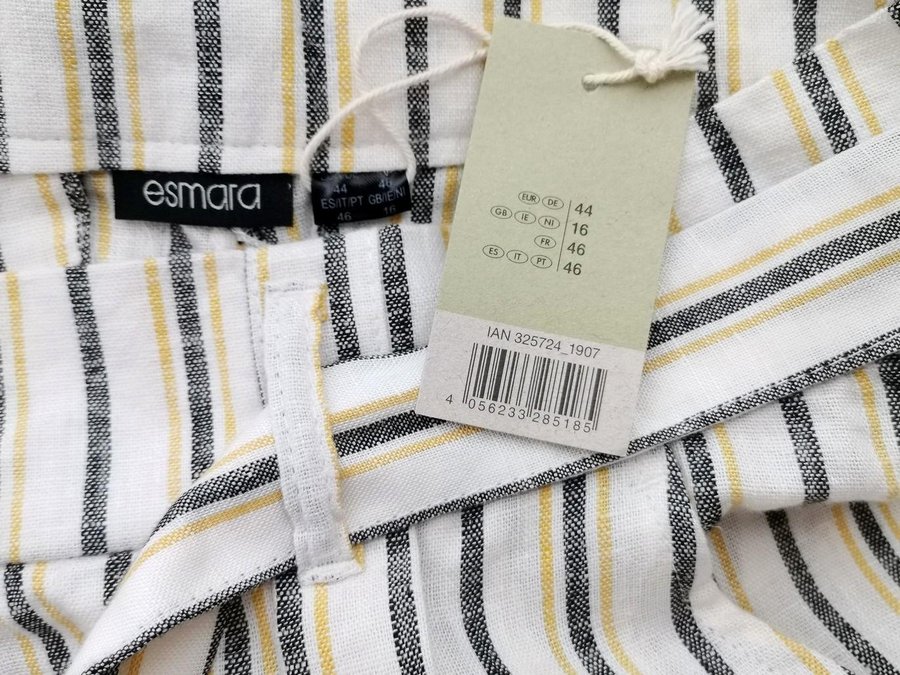 esmara
44 46
ES/IT/PT GB/IE/NI
46 16
EUR DE 44
GB IE NI 16
FR 46
ES IT PT 46
IAN 325724_1907
4 056233 285185